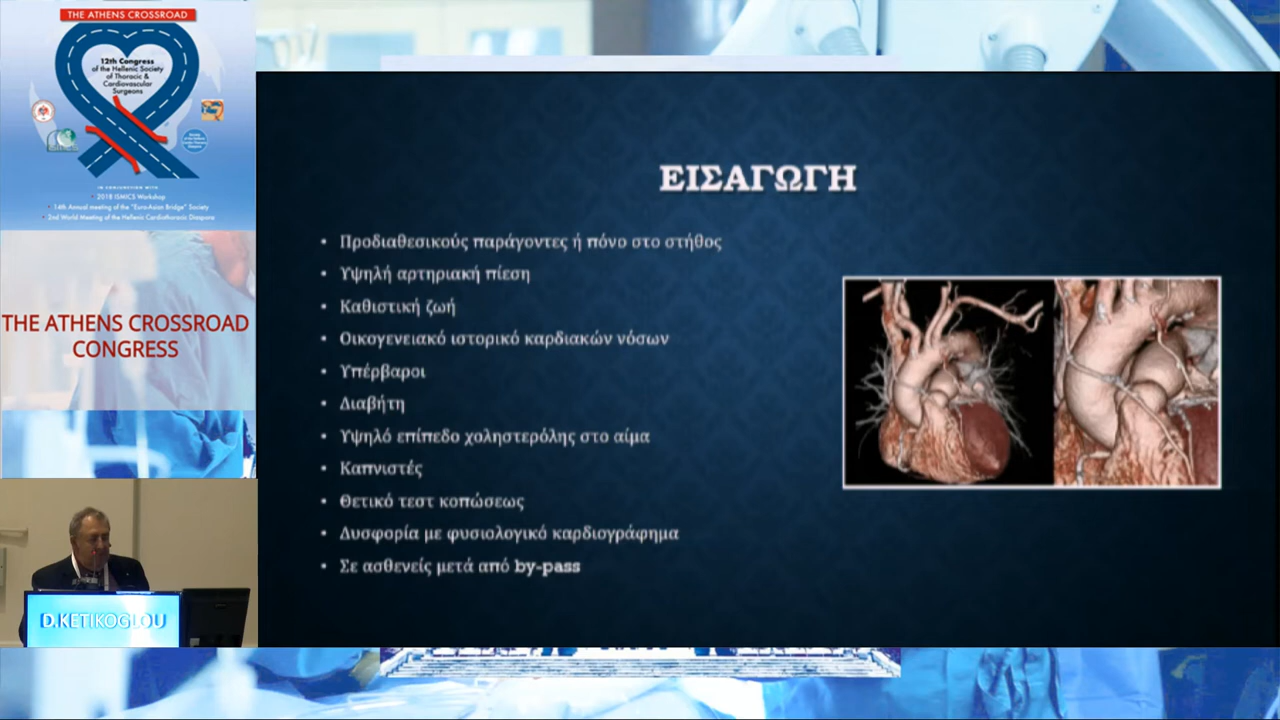 THE ATHENS CROSSROAD
12th Congress
of the Hellenic Society
of Thoracic &
Cardiovascular
Surgeons
IN CONJUNCTION WITH
• 2018 ISMICS Workshop
• 14th Annual meeting of the "Euro-Asian Bridge" Society
• 2nd World Meeting of the Hellenic Cardiothoracic Diaspora
THE ATHENS CROSSROAD
CONGRESS
D.KETIKOGLOU
ΕΙΣΑΓΩΓΗ
• Προδιαθεσικούς παράγοντες ή πόνο στο στήθος
• Υψηλή αρτηριακή πίεση
• Καθιστική ζωή
• Οικογενειακό ιστορικό καρδιακών νόσων
• Υπέρβαροι
• Διαβήτη
• Υψηλό επίπεδο χοληστερόλης στο αίμα
• Καπνιστές
• Θετικό τεστ κοπώσεως
• Δυσφορία με φυσιολογικό καρδιογράφημα
• Σε ασθενείς μετά από by-pass